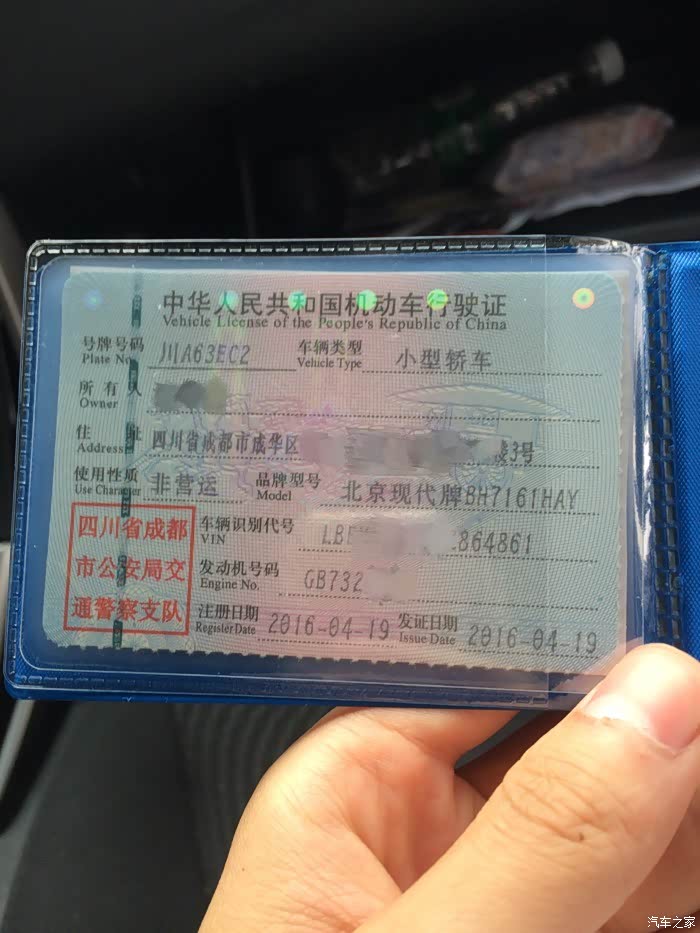 中华人民共和国机动车行驶证
Vehicle License of the People's Republic of China
号牌号码 川A63EC2 车辆类型 小型轿车
Plate No. Vehicle Type
所有人
Owner
住址 四川省成都市成华区 3号
Address
使用性质 非营运 品牌型号 北京现代牌BH7161HAY
Use Character Model
四川省成都
市公安局交
通警察支队
车辆识别代号 LB 864861
VIN
发动机号码 GB732
Engine No.
注册日期 2016-04-19 发证日期 2016-04-19
Register Date Issue Date
汽车之家